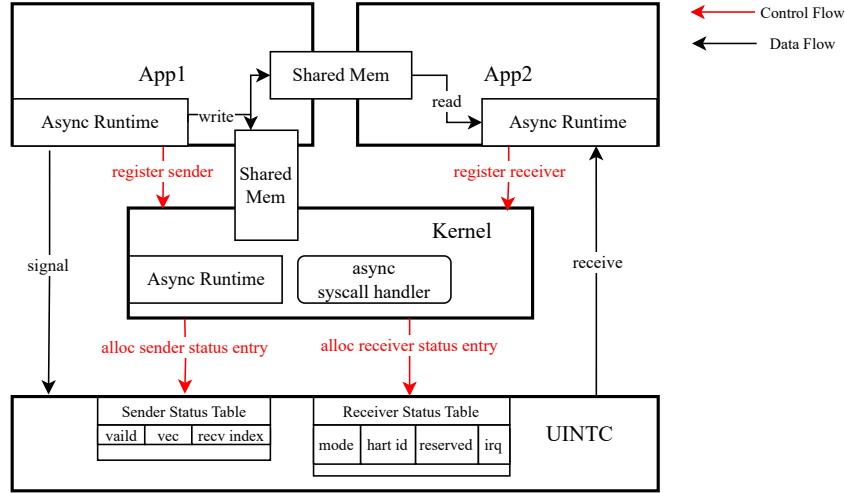 Control Flow
Data Flow
App1
Shared Mem
App2
Async Runtime
write
read
Async Runtime
register sender
Shared
Mem
register receiver
Kernel
signal
receive
Async Runtime
async
syscall handler
alloc sender status entry
alloc receiver status entry
Sender Status Table
Receiver Status Table
vaild
vec
recv index
mode
hart id
reserved
irq
UINTC